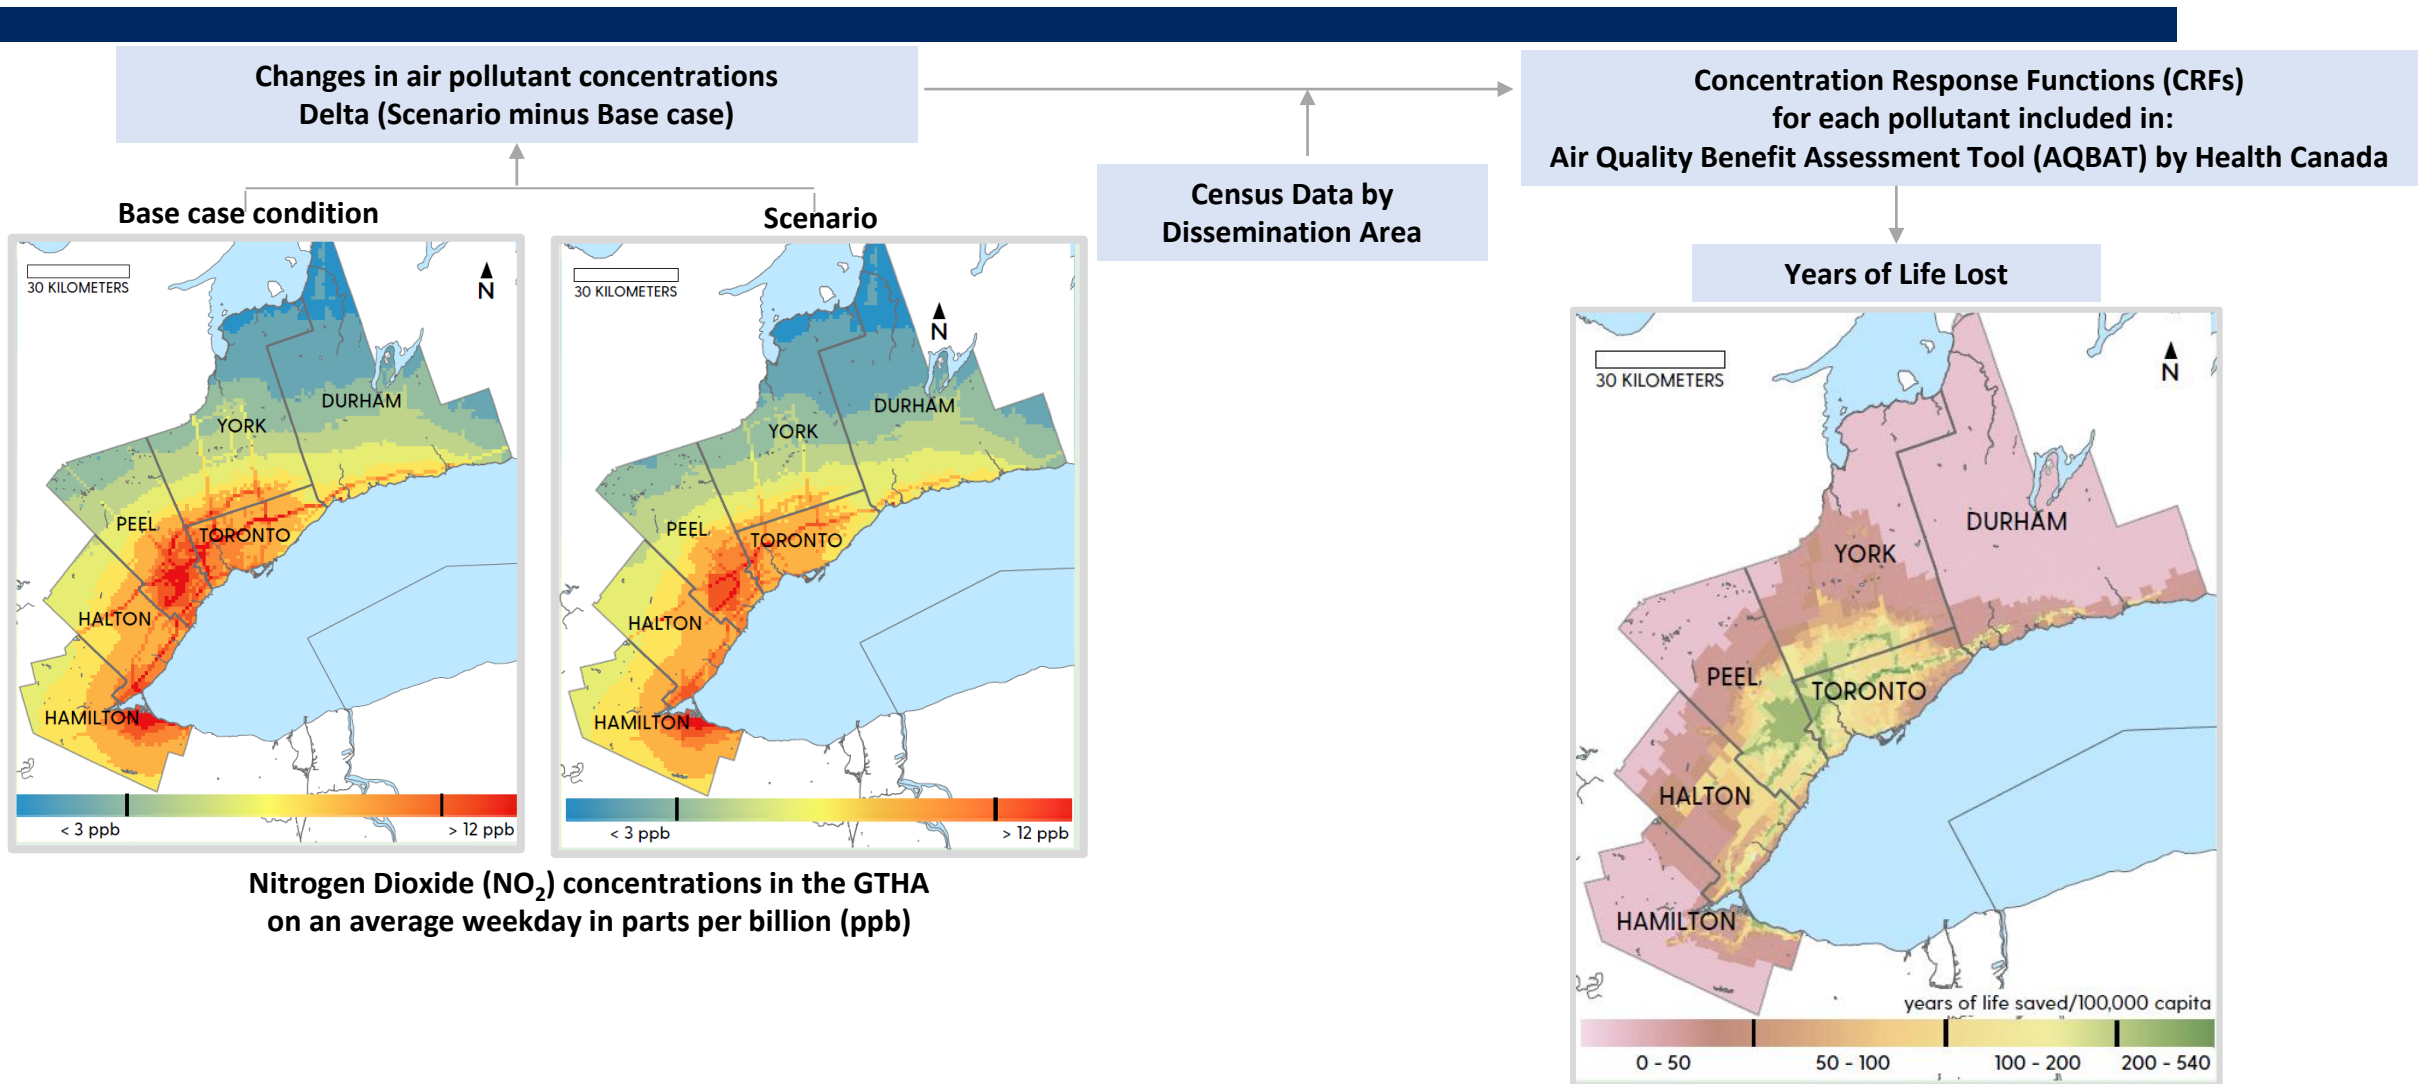 Changes in air pollutant concentrations
Delta (Scenario minus Base case)
Concentration Response Functions (CRFs)
for each pollutant included in:
Air Quality Benefit Assessment Tool (AQBAT) by Health Canada
Census Data by
Dissemination Area
Years of Life Lost
Base case condition
30 KILOMETERS
N
DURHAM
YORK
PEEL
TORONTO
HALTON
HAMILTON
< 3 ppb
> 12 ppb
Scenario
30 KILOMETERS
N
DURHAM
YORK
PEEL
TORONTO
HALTON
HAMILTON
< 3 ppb
> 12 ppb
Nitrogen Dioxide (NO2) concentrations in the GTHA
on an average weekday in parts per billion (ppb)
30 KILOMETERS
N
DURHAM
YORK
PEEL
TORONTO
HALTON
HAMILTON
years of life saved/100,000 capita
0 - 50
50 - 100
100 - 200
200 - 540